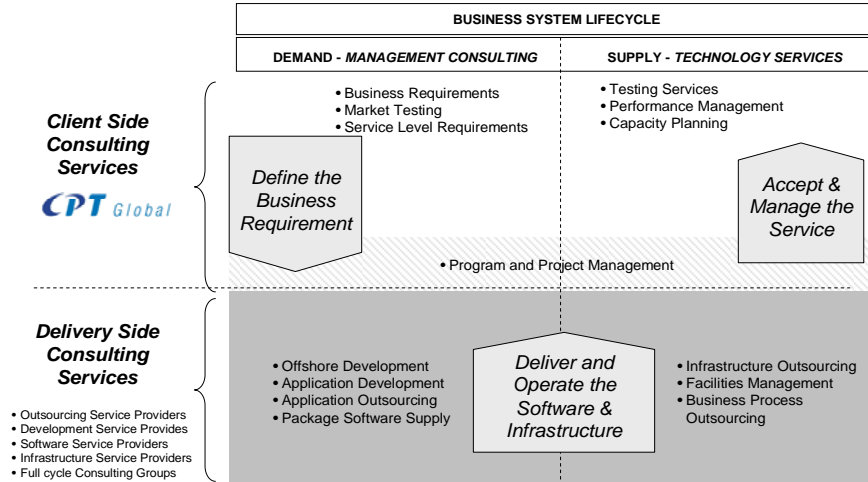 BUSINESS SYSTEM LIFECYCLE
DEMAND - MANAGEMENT CONSULTING
SUPPLY - TECHNOLOGY SERVICES
Client Side
Consulting
Services
CPT Global
• Business Requirements
• Market Testing
• Service Level Requirements
• Testing Services
• Performance Management
• Capacity Planning
Define the
Business
Requirement
Accept &
Manage the
Service
• Program and Project Management
Delivery Side
Consulting
Services
• Outsourcing Service Providers
• Development Service Provides
• Software Service Providers
• Infrastructure Service Providers
• Full cycle Consulting Groups
• Offshore Development
• Application Development
• Application Outsourcing
• Package Software Supply
Deliver and
Operate the
Software &
Infrastructure
• Infrastructure Outsourcing
• Facilities Management
• Business Process
Outsourcing